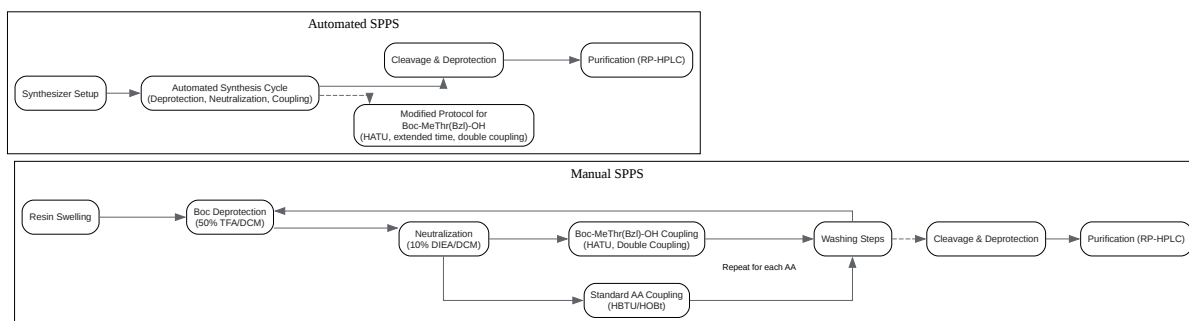 Automated SPPS
Cleavage & Deprotection
Purification (RP-HPLC)
Synthesizer Setup
Automated Synthesis Cycle
(Deprotection, Neutralization, Coupling)
Modified Protocol for
Boc-MeThr(Bzl)-OH
(HATU, extended time, double coupling)
Manual SPPS
Resin Swelling
Boc Deprotection
(50% TFA/DCM)
Neutralization
(10% DIEA/DCM)
Boc-MeThr(Bzl)-OH Coupling
(HATU, Double Coupling)
Washing Steps
Cleavage & Deprotection
Purification (RP-HPLC)
Repeat for each AA
Standard AA Coupling
(HBTU/HOBt)